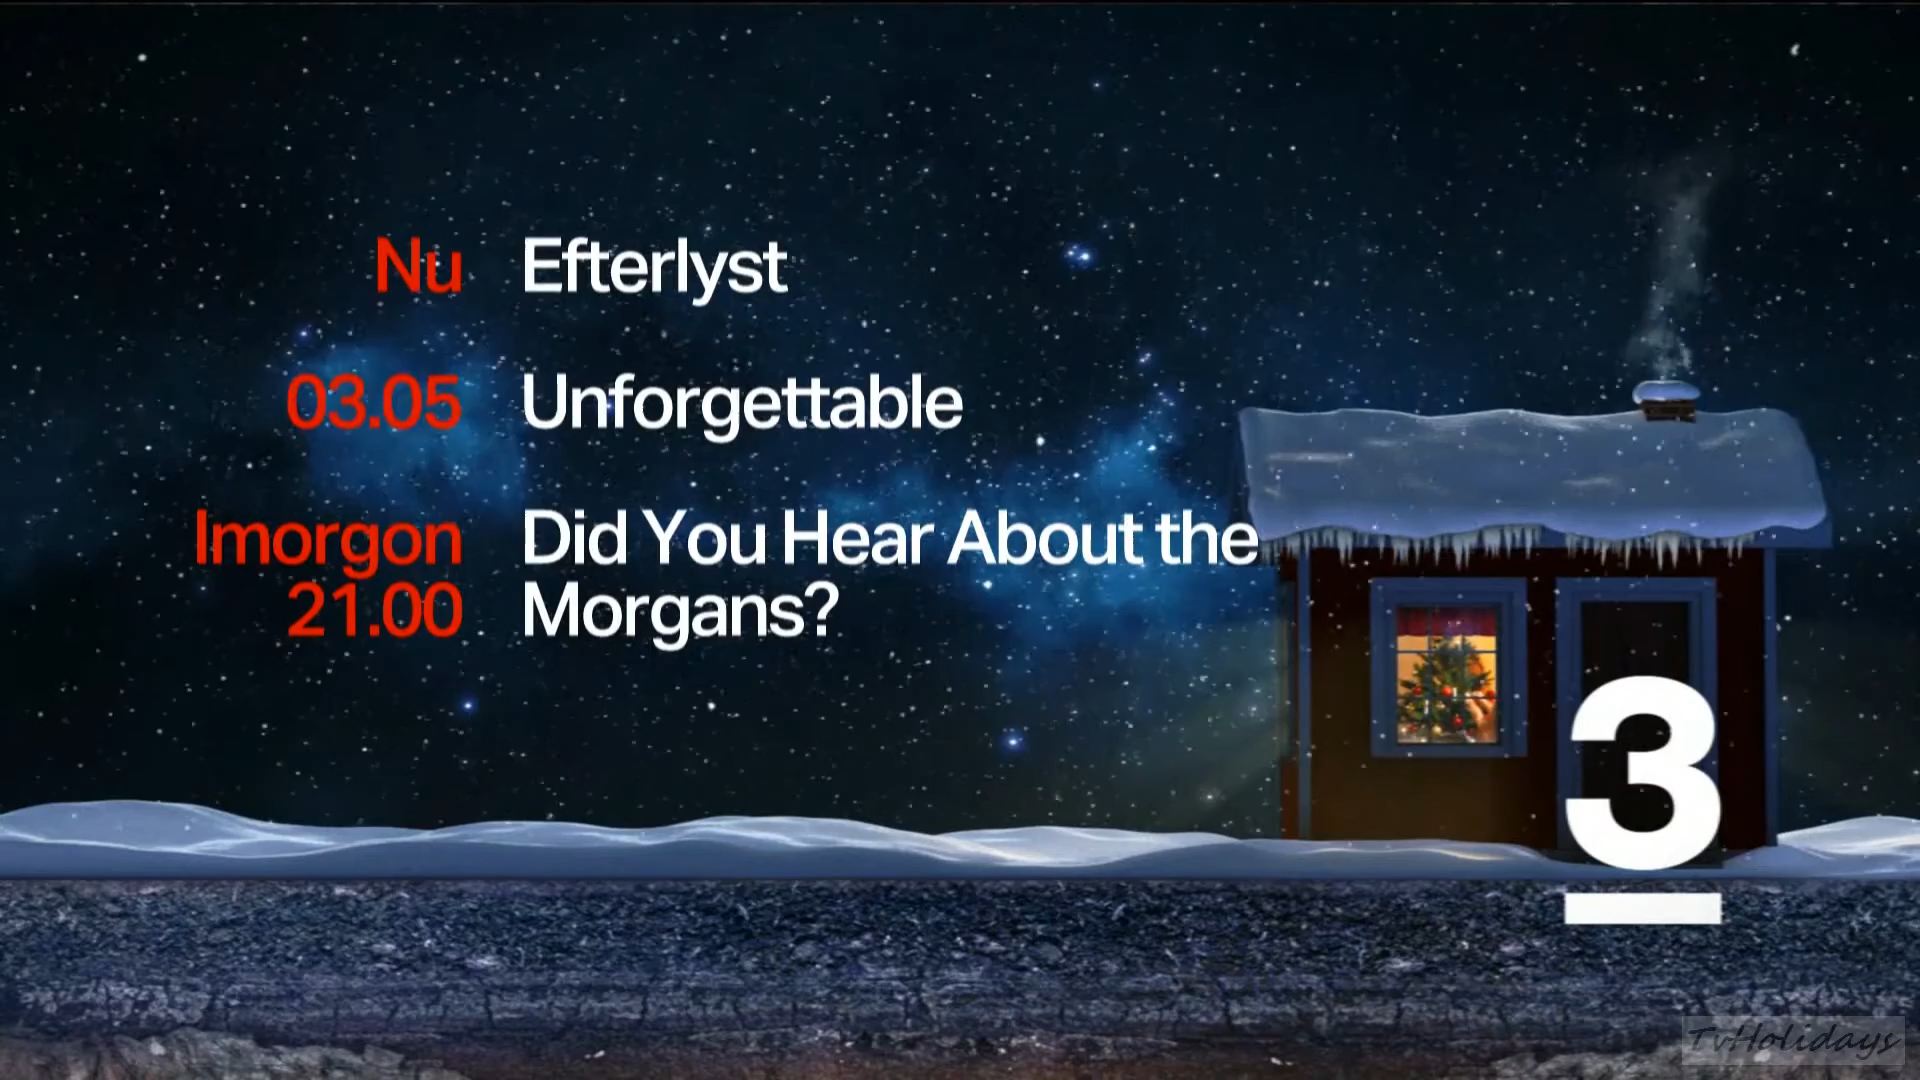 Nu Efterlyst
03.05 Unforgettable
Imorgon Did You Hear About the
21.00 Morgans?
3
TvHolidays